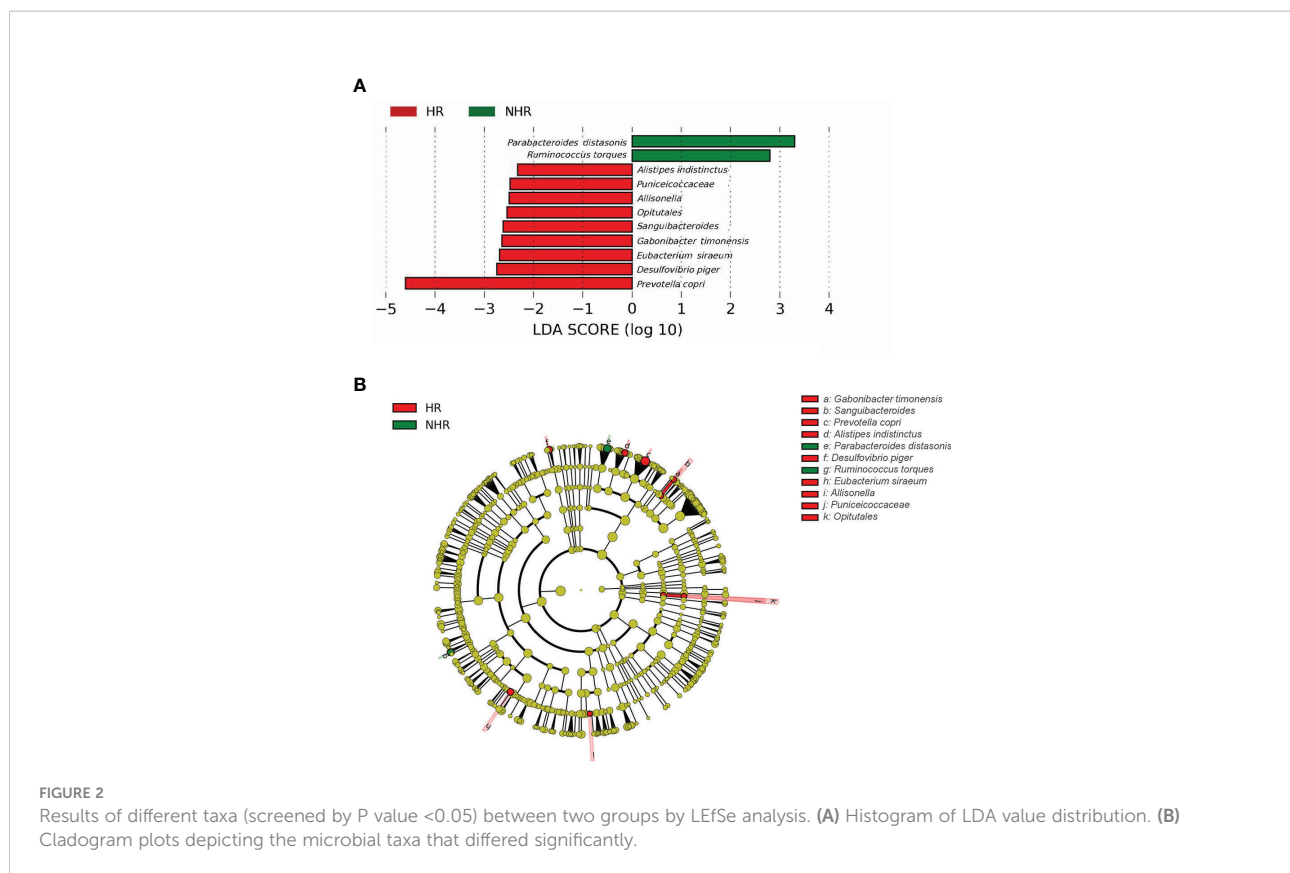 A
HR NHR
Parabacteroides distasonis
Ruminococcus torques
Alistipes indistinctus
Puniceicoccaceae
Allisonella
Opitutales
Sanguibacteroides
Gabonibacter timonensis
Eubacterium siraeum
Desulfovibrio piger
Prevotella copri
−5 −4 −3 −2 −1 0 1 2 3 4
LDA SCORE (log 10)
B
HR
NHR
a: Gabonibacter timonensis
b: Sanguibacteroides
c: Prevotella copri
d: Alistipes indistinctus
e: Parabacteroides distasonis
f: Desulfovibrio piger
g: Ruminococcus torques
h: Eubacterium siraeum
i: Allisonella
j: Puniceicoccaceae
k: Opitutales
f e d c a b
k
j
g
h
i
FIGURE 2
Results of different taxa (screened by P value <0.05) between two groups by LEfSe analysis. (A) Histogram of LDA value distribution. (B)
Cladogram plots depicting the microbial taxa that differed significantly.